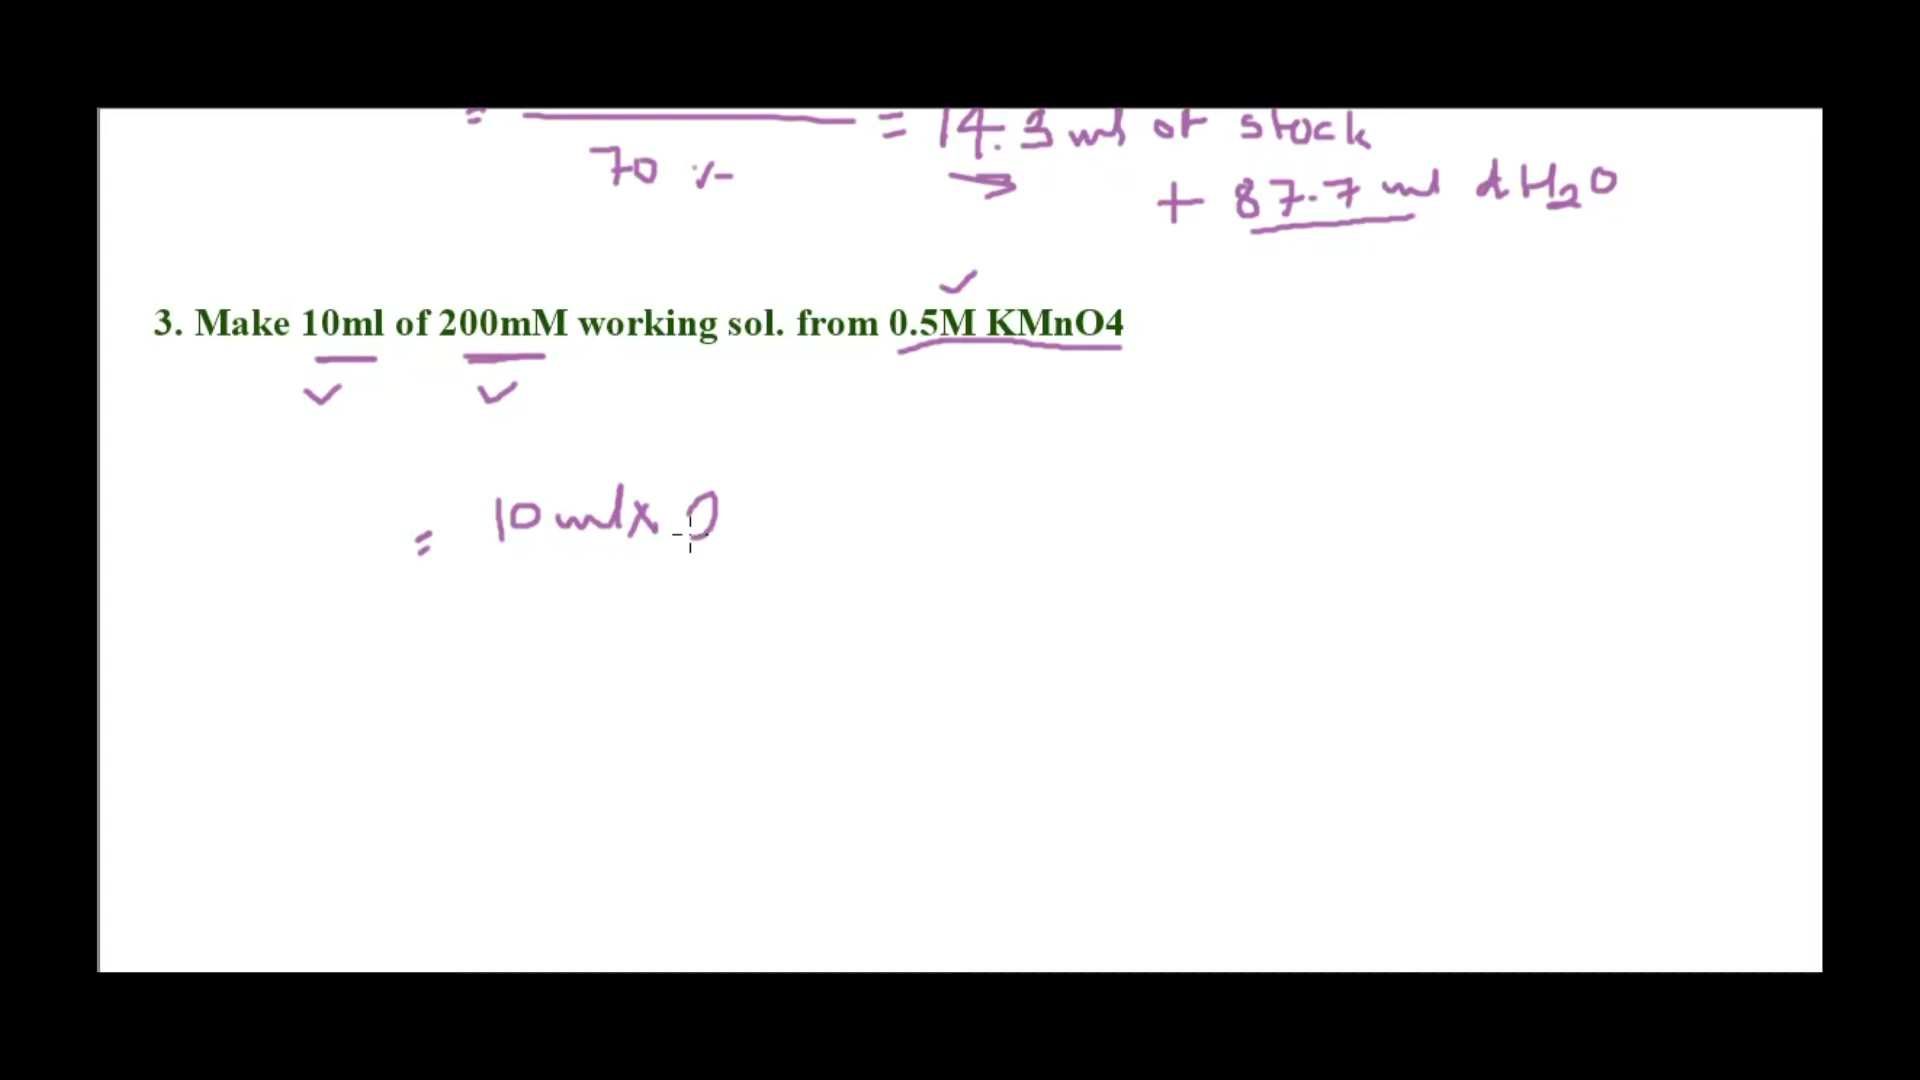 = = 14.3 ml of stock
70 %
+ 87.7 ml dH2O
3. Make 10ml of 200mM working sol. from 0.5M KMnO4
= 10 ml x 0